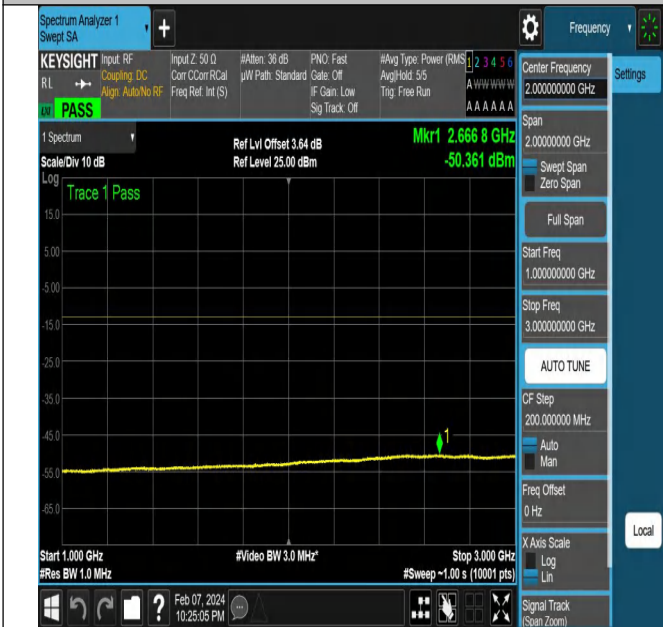 Spectrum Analyzer 1
Swept SA
Frequency
KEYSIGHT
RL
PASS
Input: RF
Coupling: DC
Align: Auto/No RF
Input Z: 50 Ω
Corr CCorr RCal
Freq Ref: Int (S)
#Atten: 36 dB
µW Path: Standard
PNO: Fast
Gate: Off
IF Gain: Low
Sig Track: Off
#Avg Type: Power (RMS
Avg|Hold: 5/5
Trig: Free Run
1 2 3 4 5 6
A W W W W W
A A A A A A
1 Spectrum
Scale/Div 10 dB
Log
Ref Lvl Offset 3.64 dB
Ref Level 25.00 dBm
Mkr1 2.666 8 GHz
-50.361 dBm
Trace 1 Pass
15.0
5.00
-5.00
-15.0
-25.0
-35.0
-45.0
-55.0
-65.0
1
Start 1.000 GHz
#Res BW 1.0 MHz
#Video BW 3.0 MHz*
Stop 3.000 GHz
#Sweep ~1.00 s (10001 pts)
Feb 07, 2024
10:25:05 PM
Center Frequency
2.000000000 GHz
Settings
Span
2.00000000 GHz
Swept Span
Zero Span
Full Span
Start Freq
1.000000000 GHz
Stop Freq
3.000000000 GHz
AUTO TUNE
CF Step
200.000000 MHz
Auto
Man
Freq Offset
0 Hz
X Axis Scale
Log
Lin
Local
Signal Track
(Span Zoom)